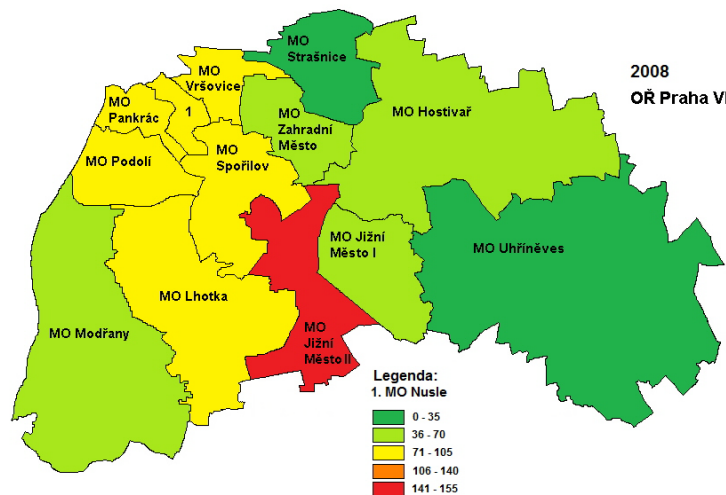 MO
Strašnice
2008
OŘ Praha VI
MO
Vršovice
MO
Pankrác
1
MO Hostivař
MO
Zahradní
Město
MO Podolí
MO
Spořilov
MO Jižní
Město I
MO Uhříněves
MO Lhotka
MO Modřany
MO
Jižní
Město II
Legenda:
1. MO Nusle
0 - 35
36 - 70
71 - 105
106 - 140
141 - 155